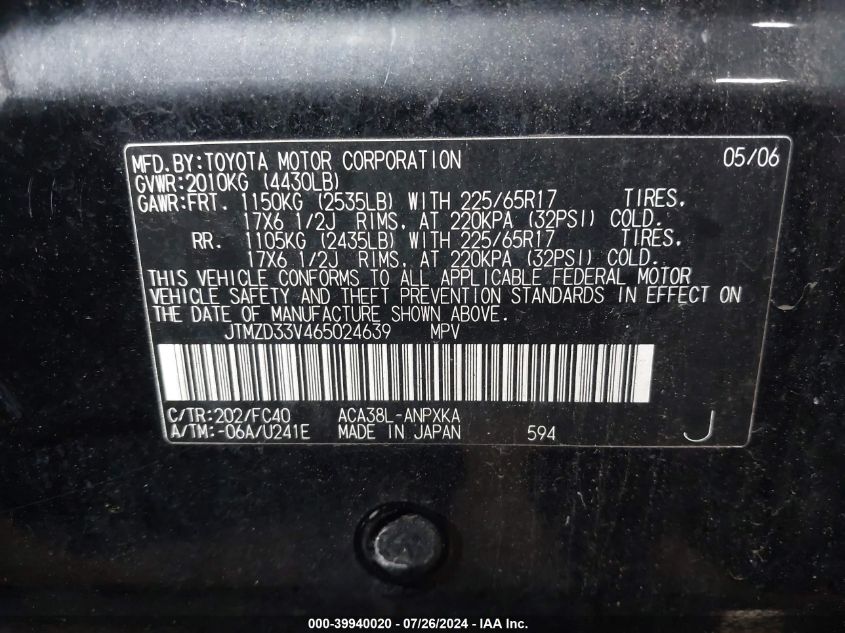 MFD.BY:TOYOTA MOTOR CORPORATION 05/06
GVWR:2010KG (4430LB)
GAWR:FRT. 1150KG (2535LB) WITH 225/65R17 TIRES.
17X6 1/2J RIMS. AT 220KPA (32PSI) COLD.
RR. 1105KG (2435LB) WITH 225/65R17 TIRES.
17X6 1/2J RIMS. AT 220KPA (32PSI) COLD.
THIS VEHICLE CONFORMS TO ALL APPLICABLE FEDERAL MOTOR
VEHICLE SAFETY AND THEFT PREVENTION STANDARDS IN EFFECT ON
THE DATE OF MANUFACTURE SHOWN ABOVE.
JTMZD33V465024639 MPV
C/TR:202/FC40 ACA38L-ANPXKA
A/TM:-06A/U241E MADE IN JAPAN 594 J
000-39940020 - 07/26/2024 - IAA Inc.